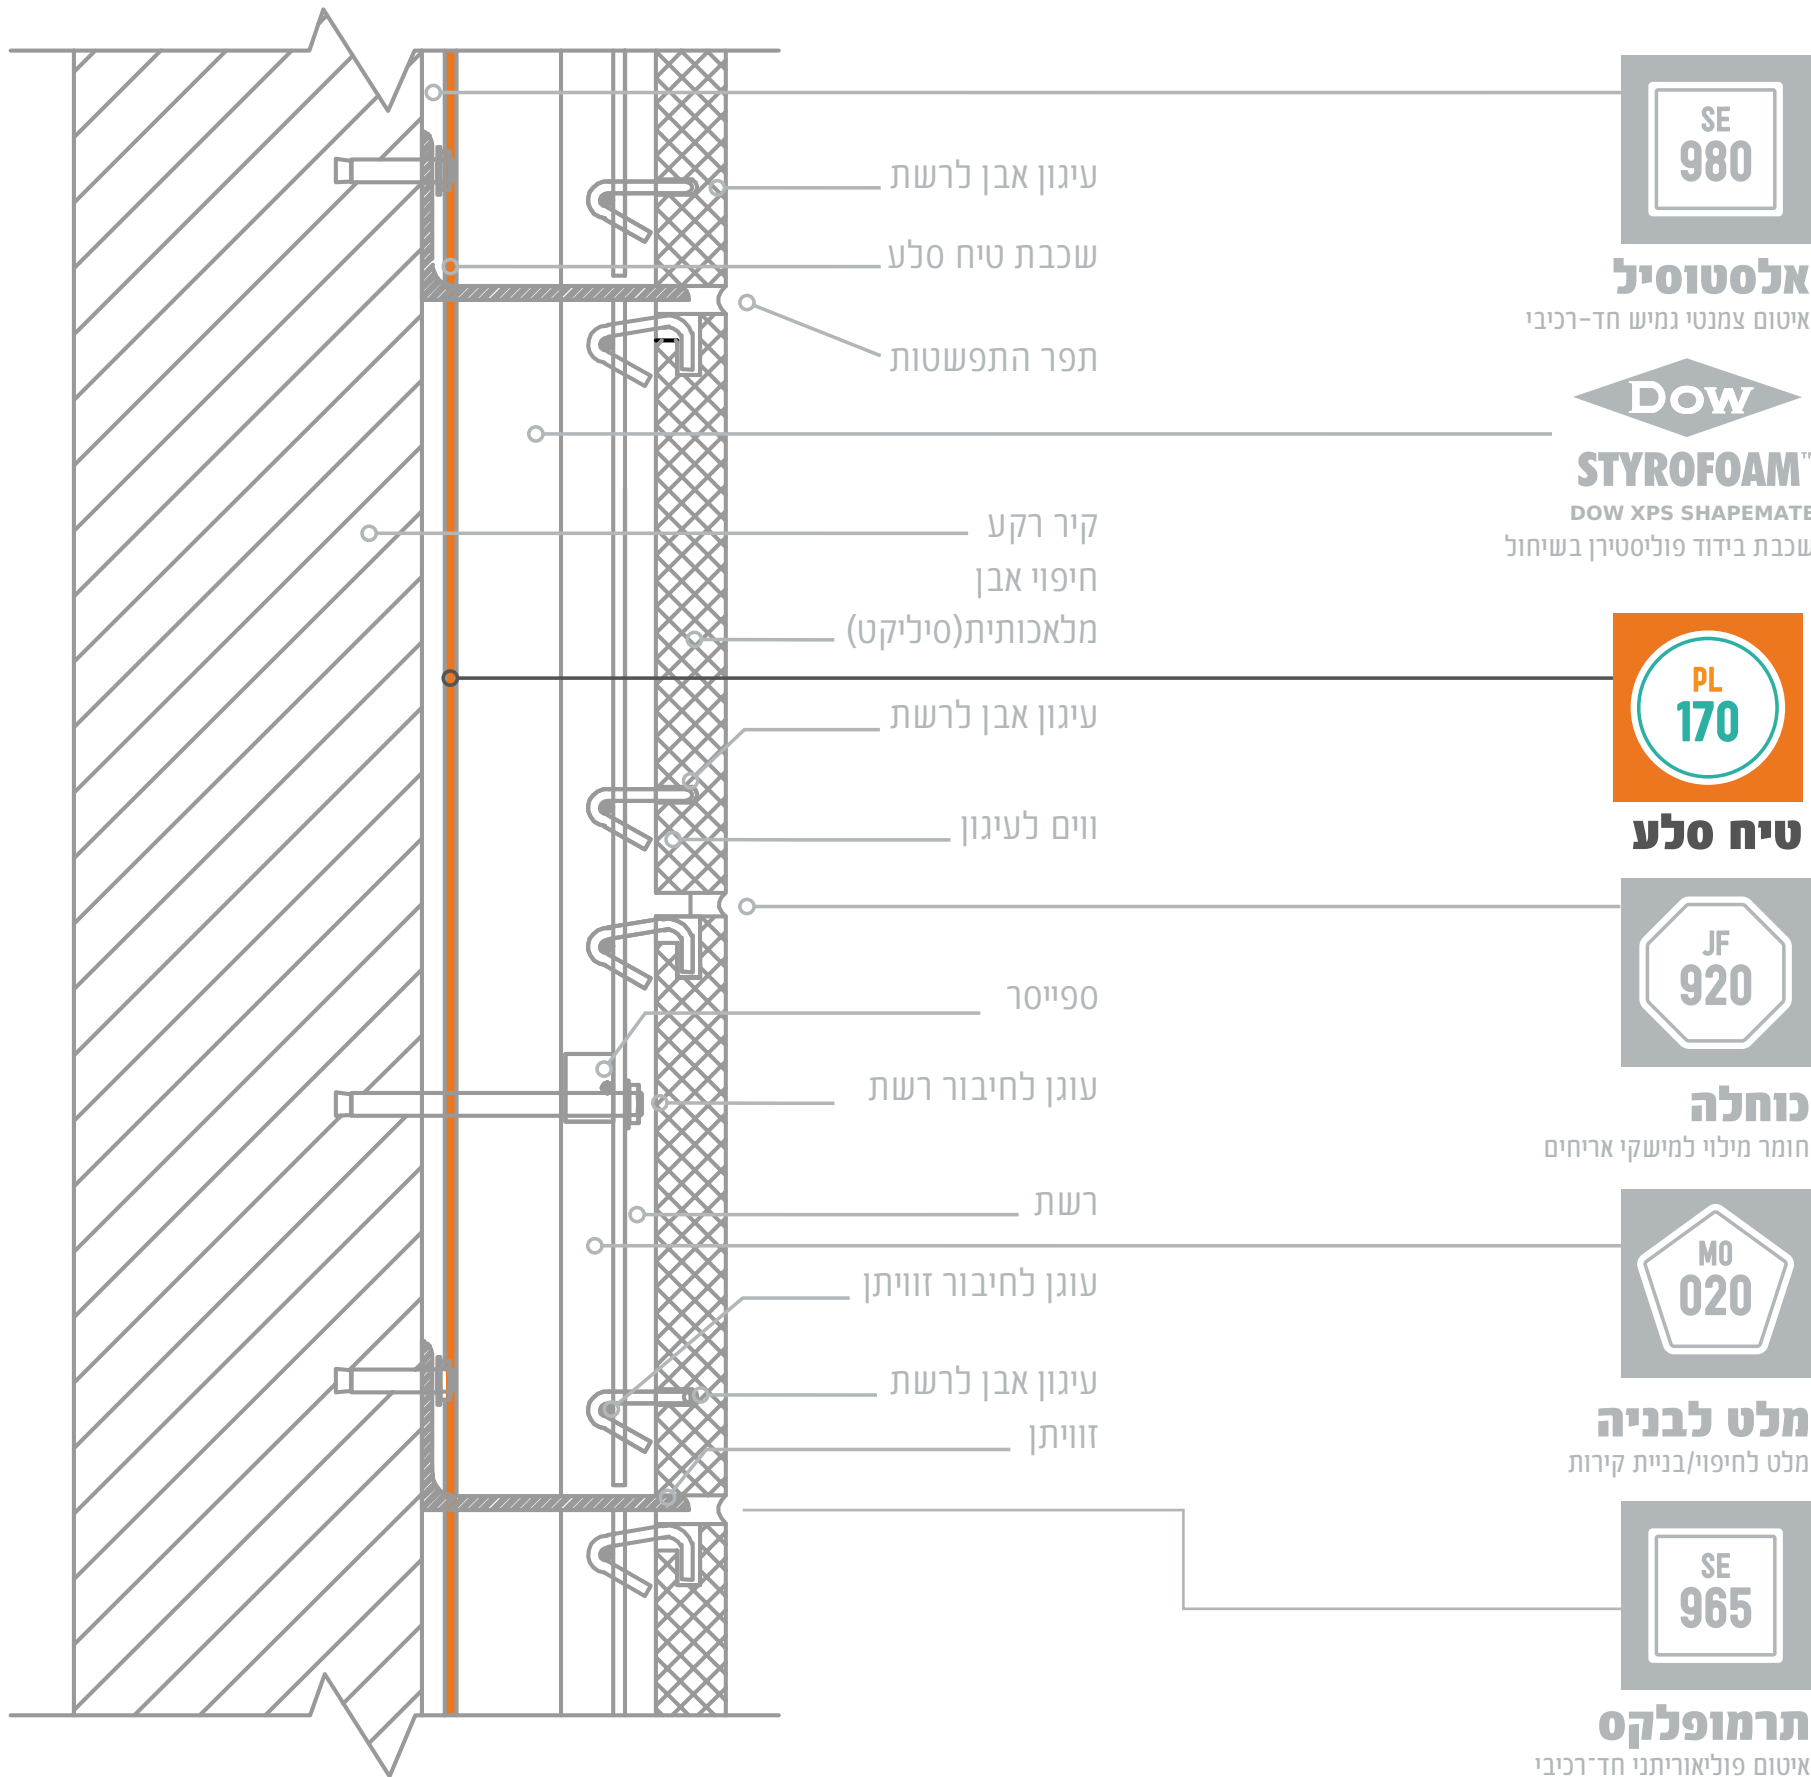 עיגון אבן לרשת
שכבת טיח סלע
תפר התפשטות
קיר רקע
חיפוי אבן
מלאכותית(סיליקט)
עיגון אבן לרשת
ווים לעיגון
ספייסר
עוגן לחיבור רשת
רשת
עוגן לחיבור זוויתן
עיגון אבן לרשת
זוויתן
SE
980
אלסטוסיל
איטום צמנטי גמיש חד-רכיבי
Dow
STYROFOAM™
DOW XPS SHAPEMATE
שכבת בידוד פוליסטירן בשיחול
PL
170
טיח סלע
JF
920
כוחלה
חומר מילוי למישקי אריחים
MO
020
מלט לבניה
מלט לחיפוי/בניית קירות
SE
965
תרמופלקס
איטום פוליאוריתני חד־רכיבי